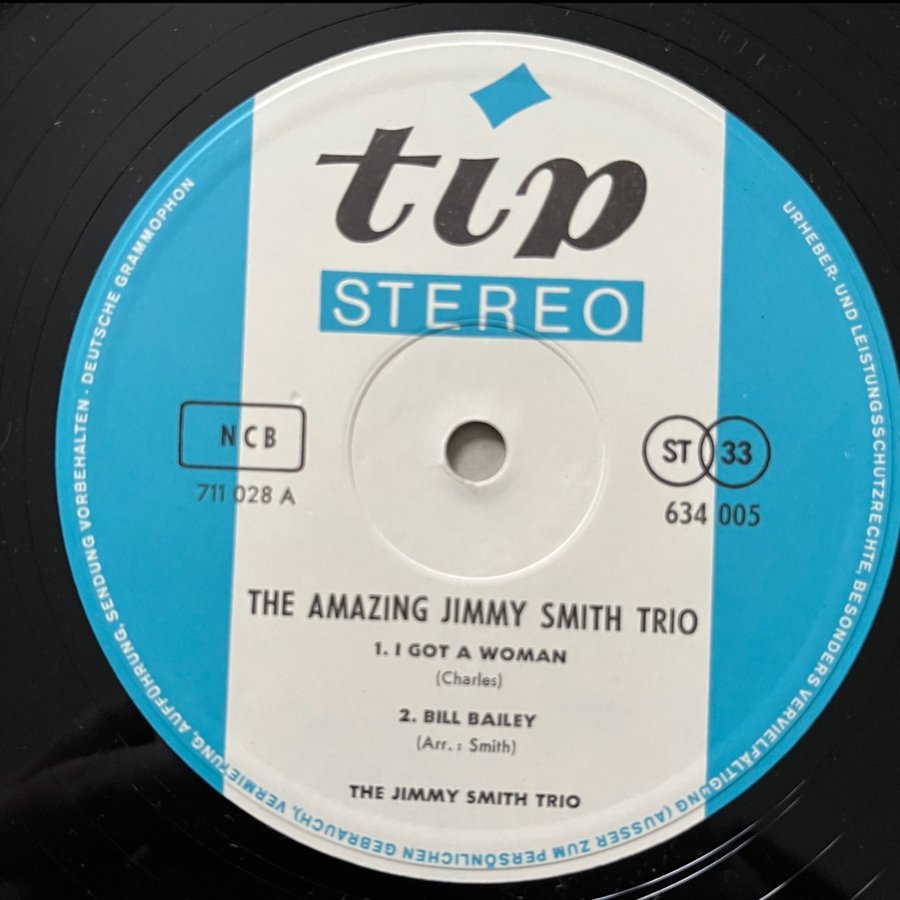 tip
STEREO
NCB
711 028 A
ST 33
634 005
THE AMAZING JIMMY SMITH TRIO
1. I GOT A WOMAN
(Charles)
2. BILL BAILEY
(Arr. : Smith)
THE JIMMY SMITH TRIO
URHEBER- UND LEISTUNGSSCHUTZRECHTE, BESONDERS VERVIELFÄLTIGUNG (AUSSER ZUM PERSÖNLICHEN GEBRAUCH), VERMIETUNG, AUFFÜHRUNG, SENDUNG VORBEHALTEN · DEUTSCHE GRAMMOPHON